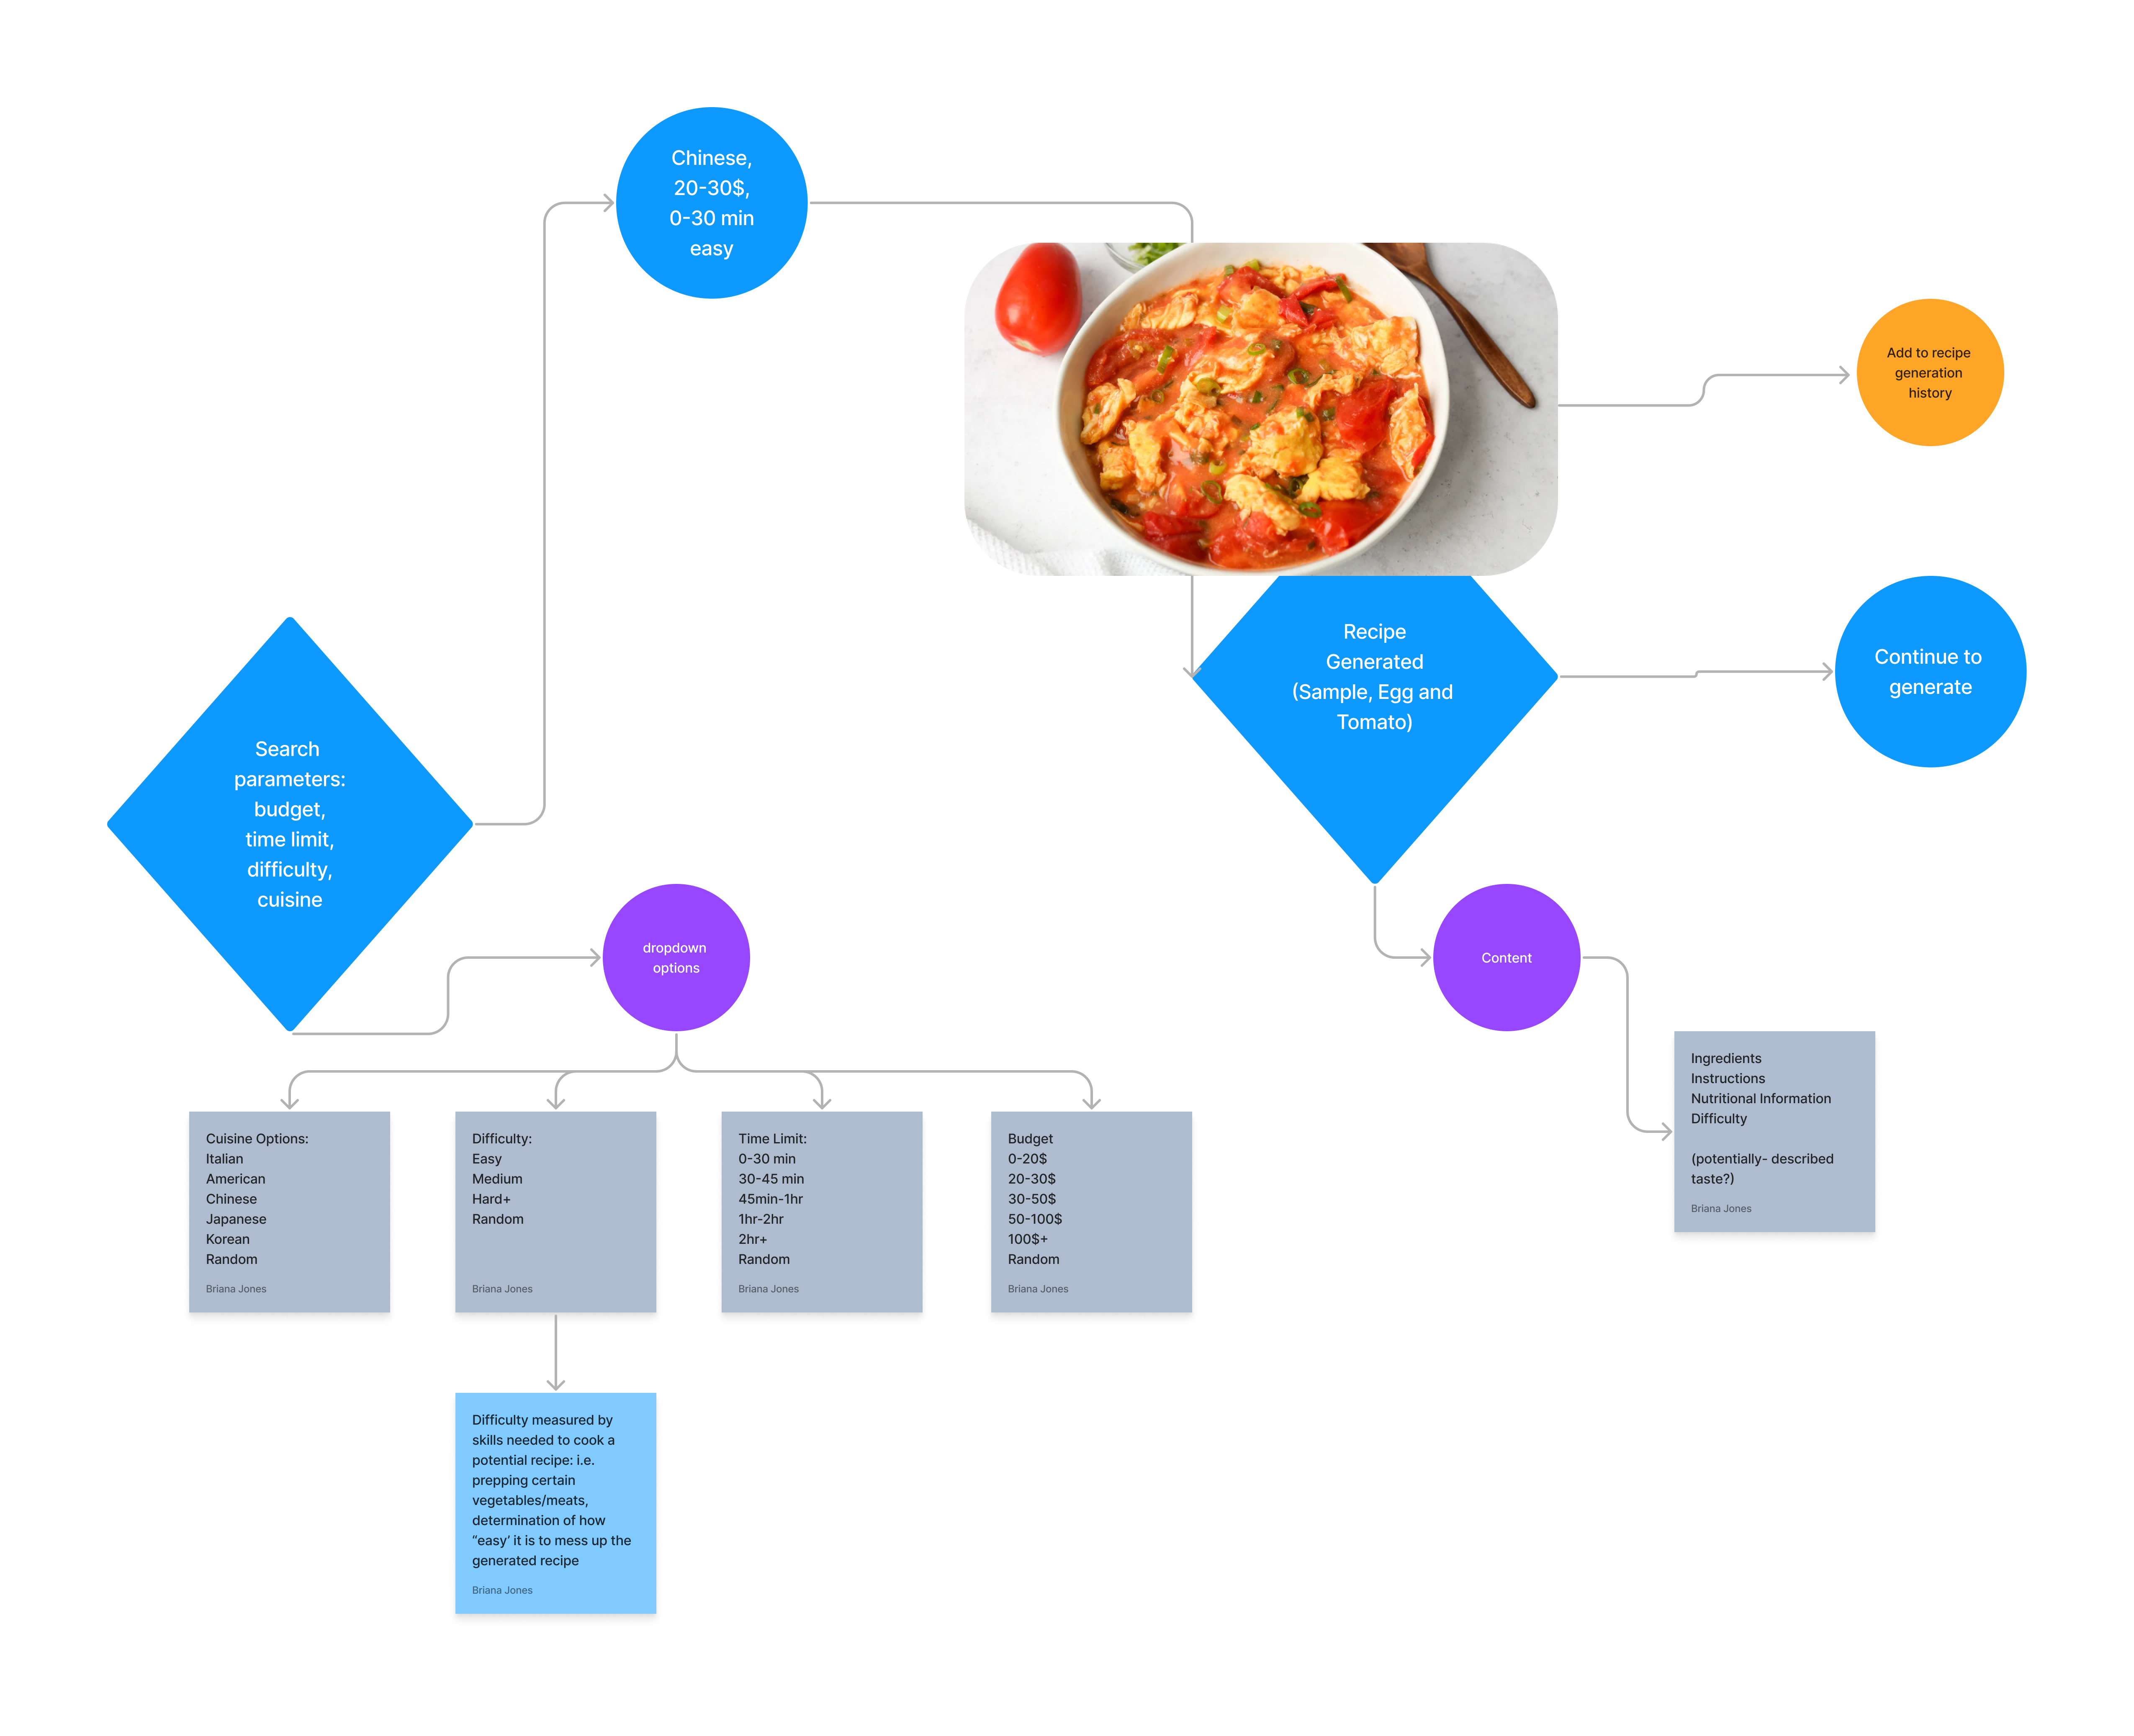 Chinese,
20-30$,
0-30 min
easy
Add to recipe
generation
history
Recipe
Generated
(Sample, Egg and
Tomato)
Continue to
generate
Search
parameters:
budget,
time limit,
difficulty,
cuisine
dropdown
options
Content
Ingredients
Instructions
Nutritional Information
Difficulty
(potentially- described
taste?)
Briana Jones
Cuisine Options:
Italian
American
Chinese
Japanese
Korean
Random
Briana Jones
Difficulty:
Easy
Medium
Hard+
Random
Briana Jones
Time Limit:
0-30 min
30-45 min
45min-1hr
1hr-2hr
2hr+
Random
Briana Jones
Budget
0-20$
20-30$
30-50$
50-100$
100$+
Random
Briana Jones
Difficulty measured by
skills needed to cook a
potential recipe: i.e.
prepping certain
vegetables/meats,
determination of how
“easy’ it is to mess up the
generated recipe
Briana Jones